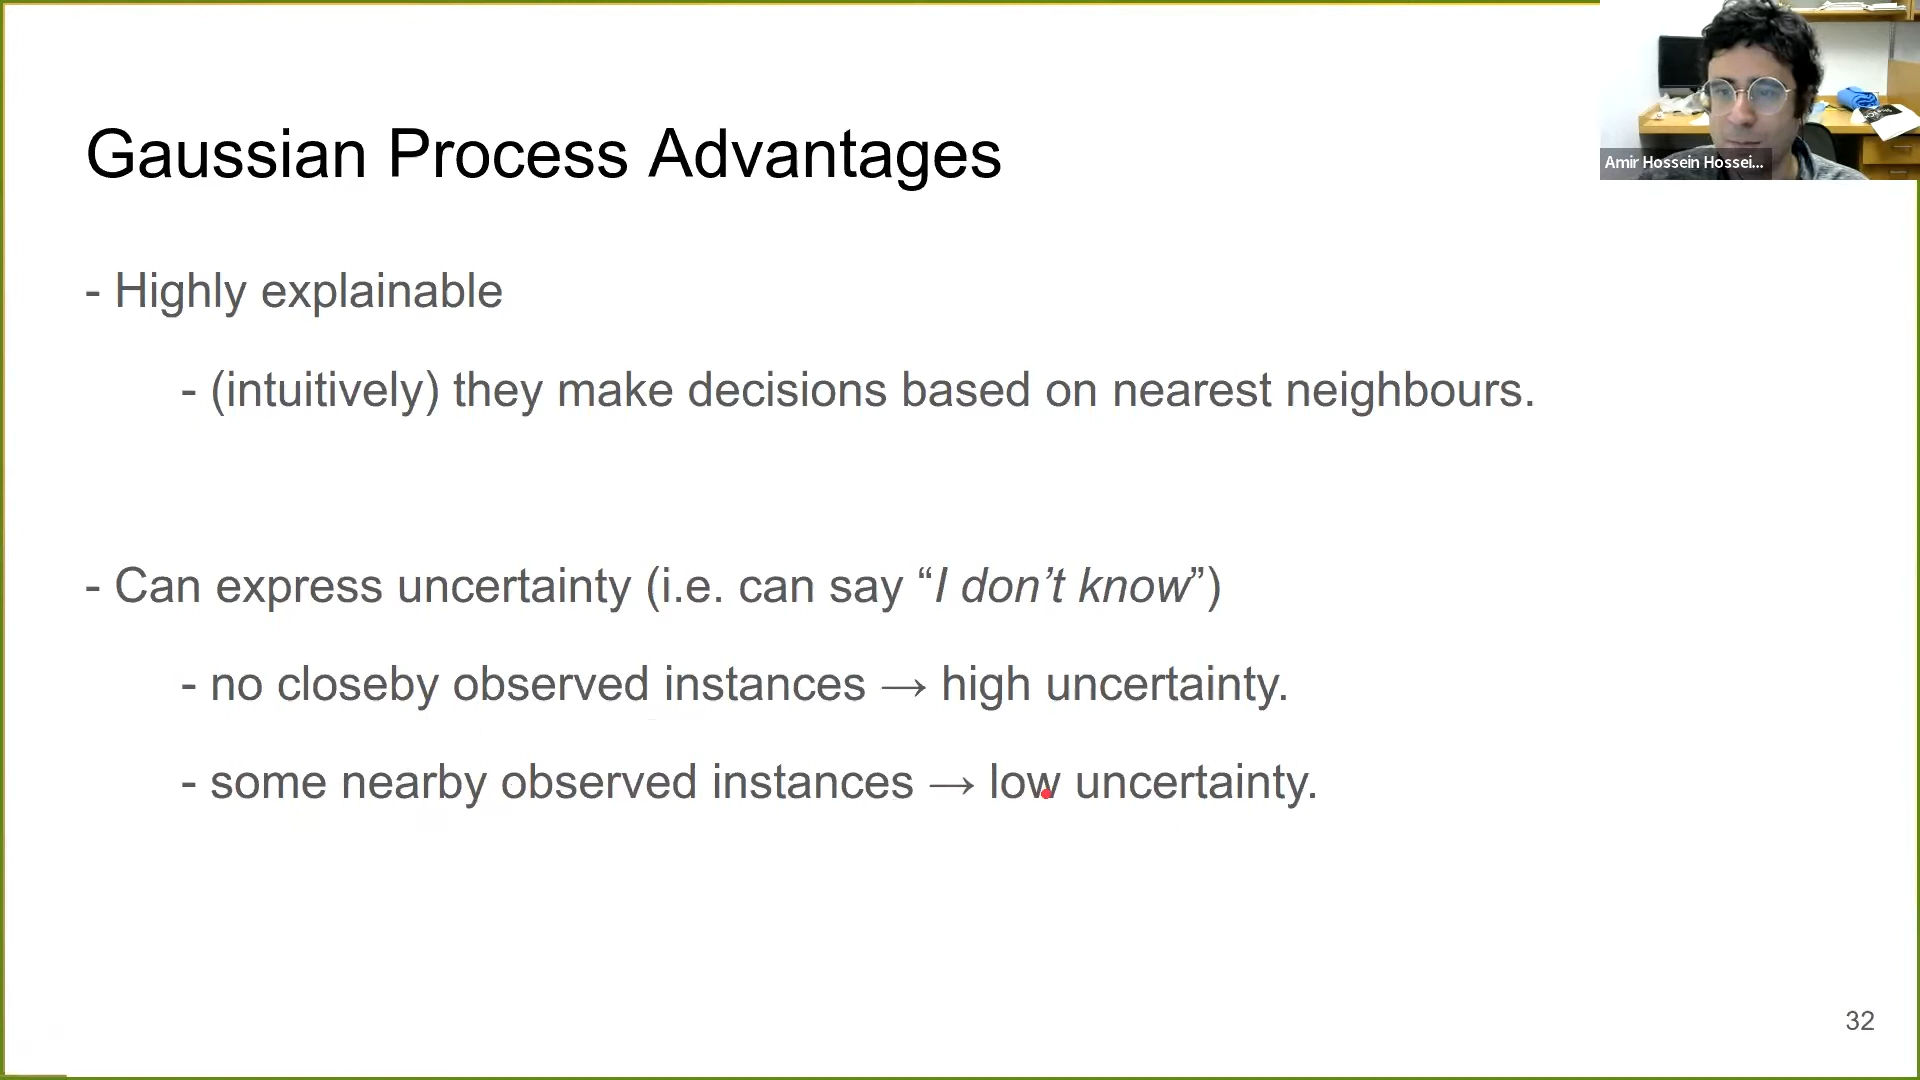 Gaussian Process Advantages
Amir Hossein Hossei...
- Highly explainable
- (intuitively) they make decisions based on nearest neighbours.
- Can express uncertainty (i.e. can say “I don’t know”)
- no closeby observed instances → high uncertainty.
- some nearby observed instances → low uncertainty.
32